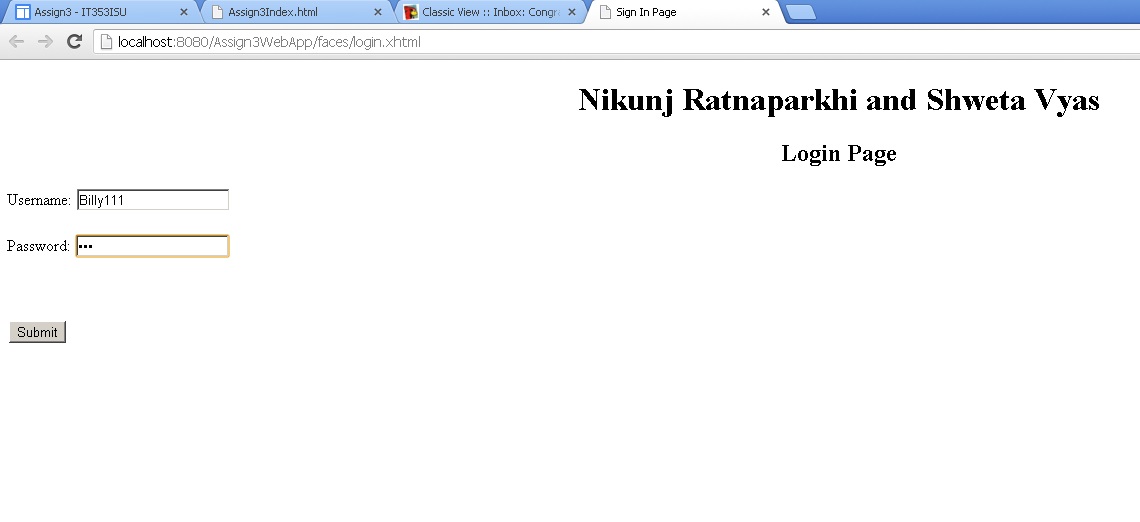 Assign3 - IT353ISU
Assign3Index.html
Classic View :: Inbox: Congr
Sign In Page
localhost:8080/Assign3WebApp/faces/login.xhtml
Nikunj Ratnaparkhi and Shweta Vyas
Login Page
Username: Billy111
Password: •••
Submit